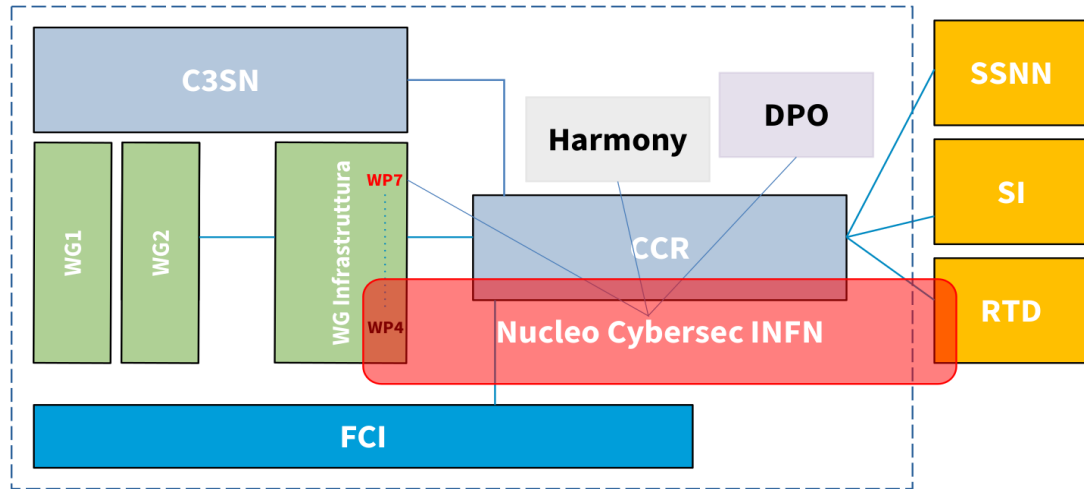 C3SN
SSNN
DPO
Harmony
WG1
WG2
WG Infrastruttura
WP7
WP4
CCR
SI
RTD
Nucleo Cybersec INFN
FCI